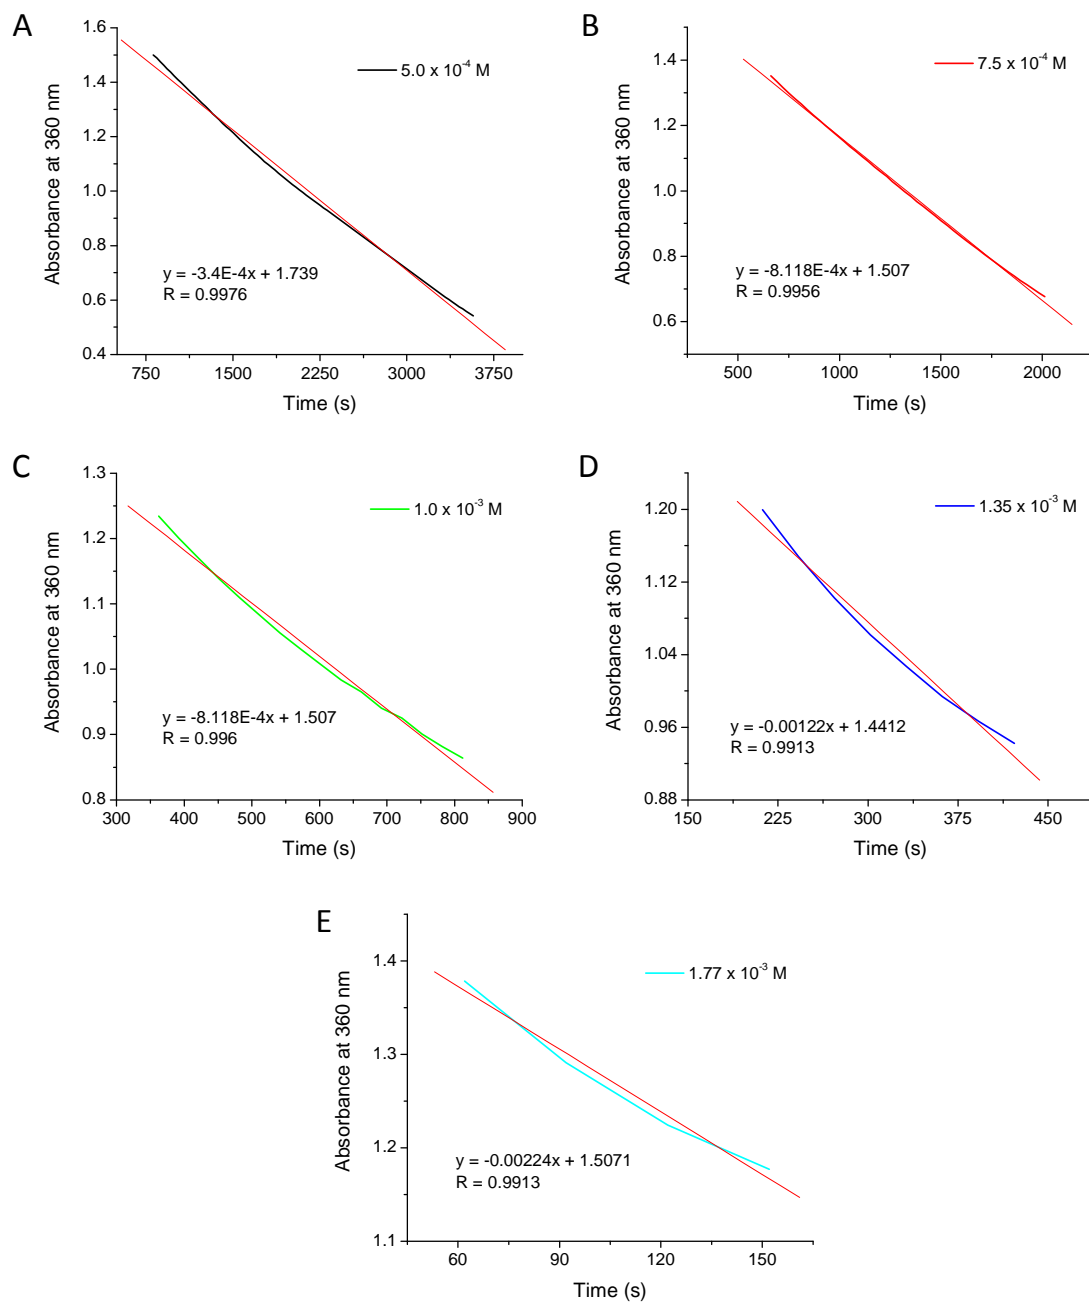 A
1.6
1.4
1.2
1.0
0.8
0.6
0.4
Absorbance at 360 nm
5.0 x 10⁻⁴ M
y = -3.4E-4x + 1.739
R = 0.9976
750 1500 2250 3000 3750
Time (s)
B
1.4
1.2
1.0
0.8
0.6
Absorbance at 360 nm
7.5 x 10⁻⁴ M
y = -8.118E-4x + 1.507
R = 0.9956
500 1000 1500 2000
Time (s)
C
1.3
1.2
1.1
1.0
0.9
0.8
Absorbance at 360 nm
1.0 x 10⁻³ M
y = -8.118E-4x + 1.507
R = 0.996
300 400 500 600 700 800 900
Time (s)
D
1.20
1.12
1.04
0.96
0.88
Absorbance at 360 nm
1.35 x 10⁻³ M
y = -0.00122x + 1.4412
R = 0.9913
150 225 300 375 450
Time (s)
E
1.4
1.3
1.2
1.1
Absorbance at 360 nm
1.77 x 10⁻³ M
y = -0.00224x + 1.5071
R = 0.9913
60 90 120 150
Time (s)